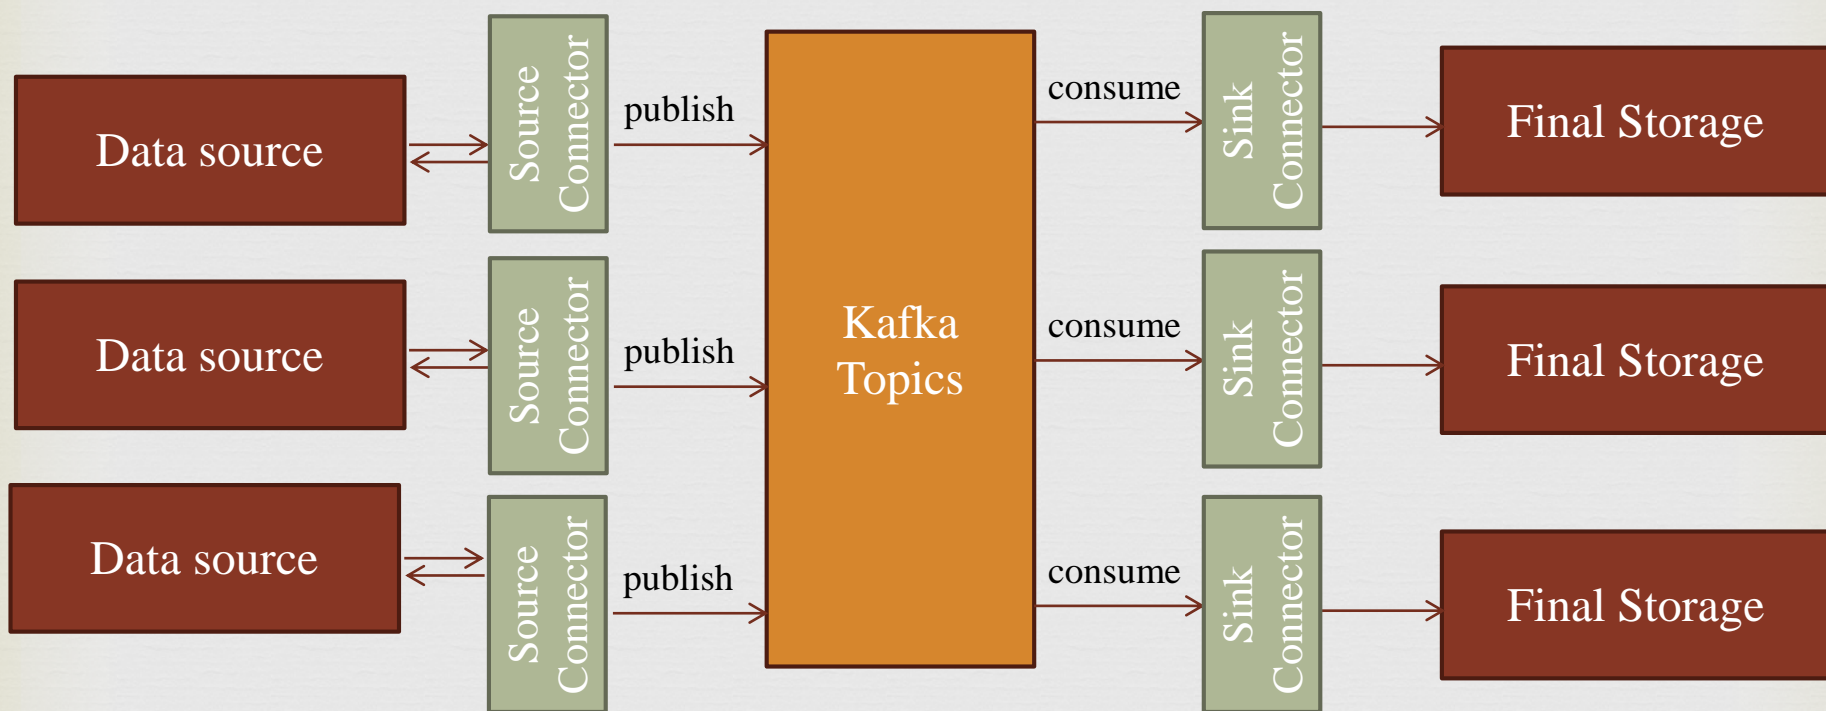 Data source
Source
Connector
publish
Data source
Source
Connector
publish
Data source
Source
Connector
publish
Kafka
Topics
consume
Sink
Connector
Final Storage
consume
Sink
Connector
Final Storage
consume
Sink
Connector
Final Storage